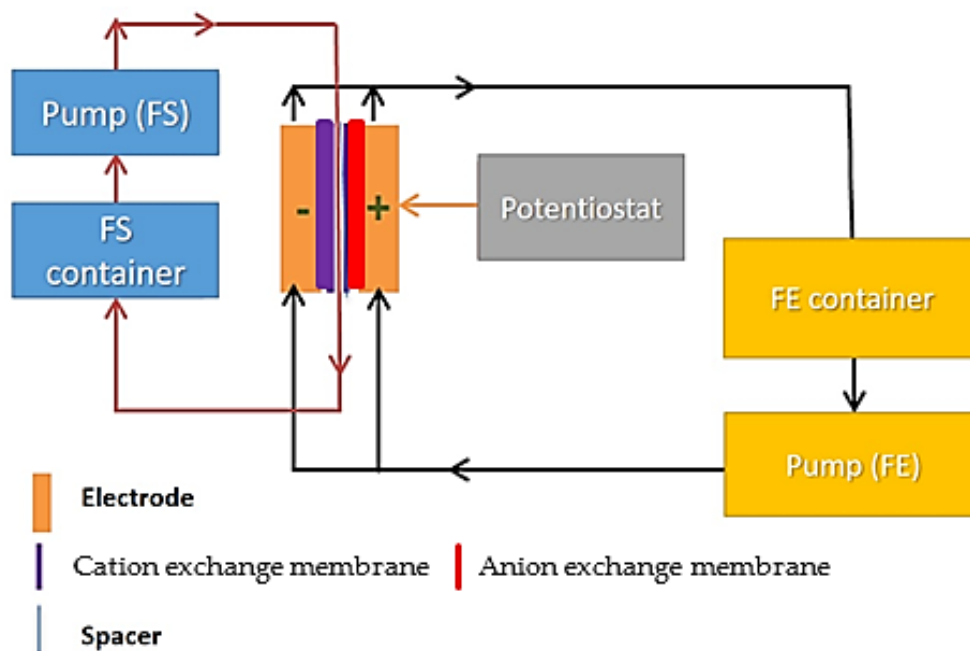 Pump (FS)
FS
container
-
+
Potentiostat
FE container
Pump (FE)
Electrode
Cation exchange membrane
Anion exchange membrane
Spacer